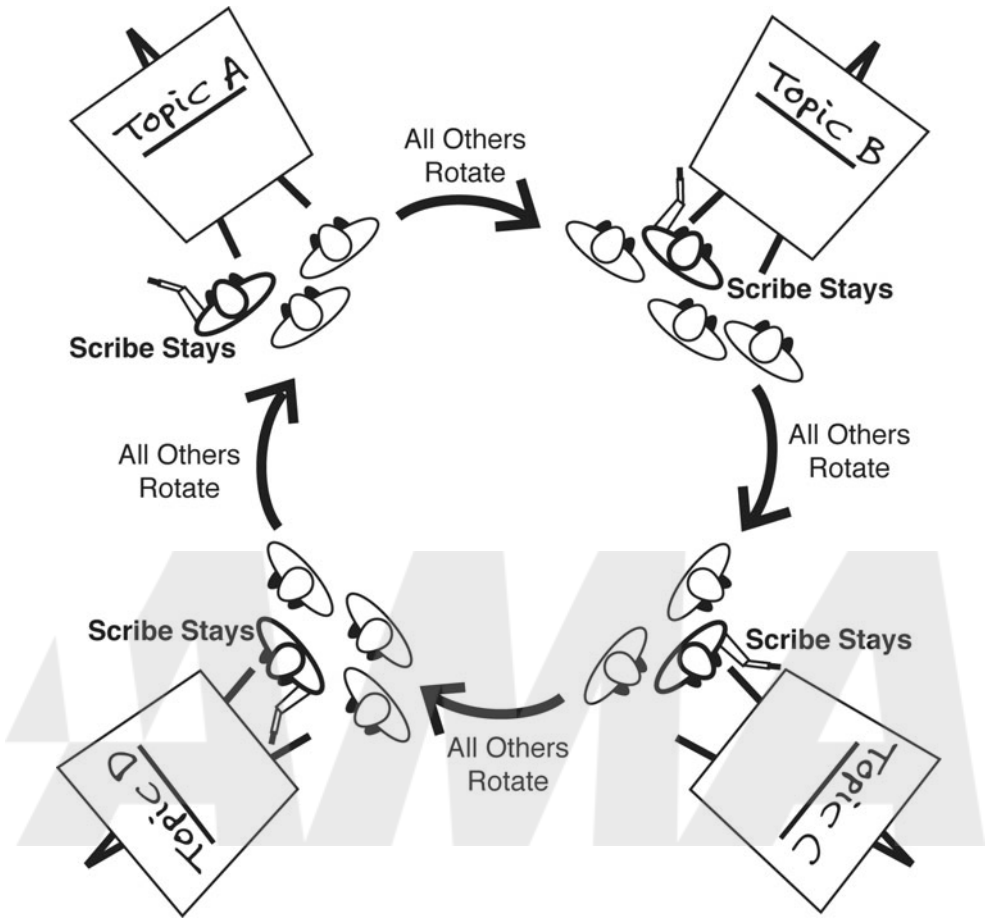 Topic A
All Others
Rotate
Topic B
Scribe Stays
Scribe Stays
All Others
Rotate
All Others
Rotate
Scribe Stays
Scribe Stays
Topic D
All Others
Rotate
Topic C
AMA